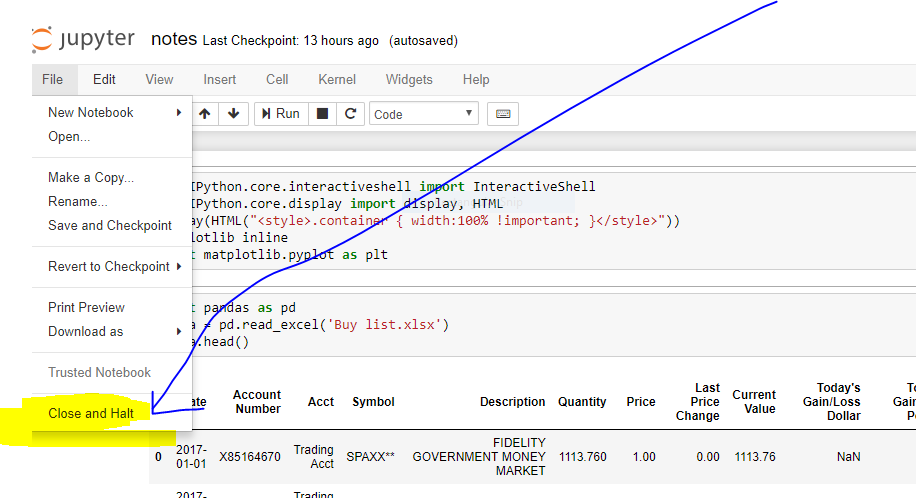 jupyter notes Last Checkpoint: 13 hours ago (autosaved)
File Edit View Insert Cell Kernel Widgets Help
Run Code
New Notebook
Open...
Make a Copy...
Rename...
Save and Checkpoint
Revert to Checkpoint
Print Preview
Download as
Trusted Notebook
Close and Halt
IPython.core.interactiveshell import InteractiveShell
IPython.core.display import display, HTML
ay(HTML("<style>.container { width:100% !important; }</style>"))
lotlib inline
t matplotlib.pyplot as plt
t pandas as pd
a = pd.read_excel('Buy list.xlsx')
a.head()
ate Account Number Acct Symbol Description Quantity Price Last Price Change Current Value Today's Gain/Loss Dollar
0 2017-01-01 X85164670 Trading Acct SPAXX** FIDELITY GOVERNMENT MONEY MARKET 1113.760 1.00 0.00 1113.76 NaN
2017- Trading